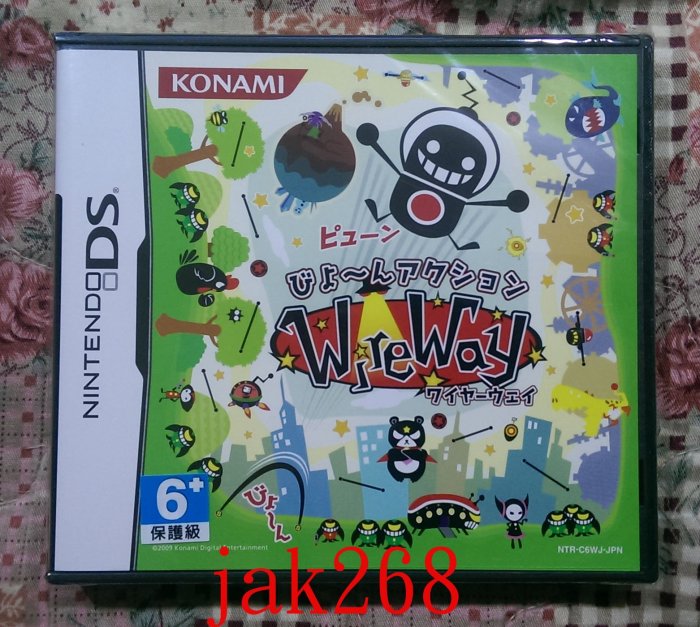 KONAMI
NINTENDO DS®
ピューン
びよ〜んアクション
WireWay
ワイヤーウェイ
びよ〜ん
6+
保護級
©2009 Konami Digital Entertainment
NTR-C6WJ-JPN
jak268